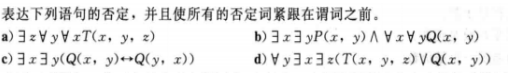 表达下列语句的否定，并且使所有的否定词紧跟在谓词之前。
a) ∃z∀y∀xT(x, y, z) b) ∃x∃yP(x, y)∧∀x∀yQ(x, y)
c) ∃x∃y(Q(x, y)↔Q(y, x)) d) ∀y∃x∃z(T(x, y, z)∨Q(x, y))